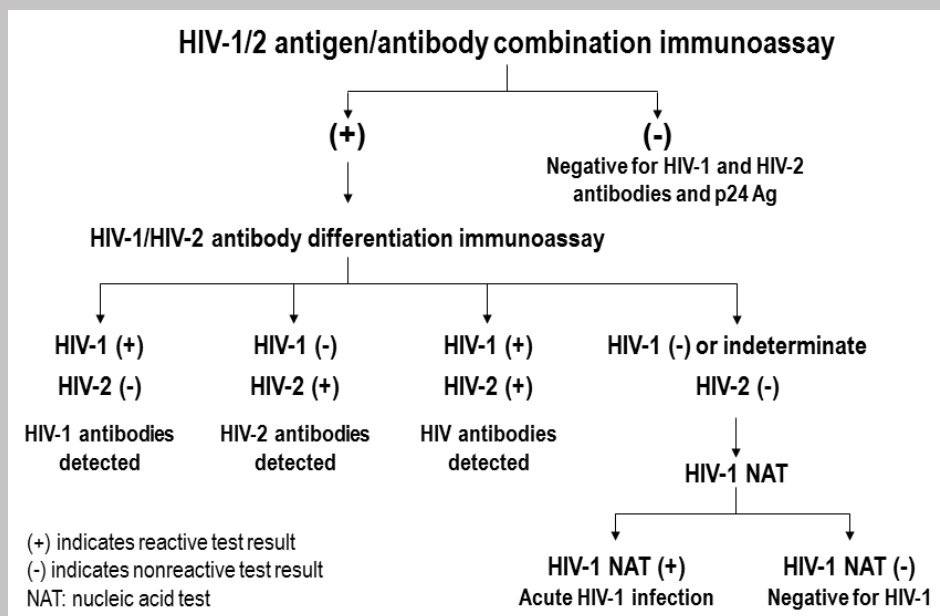 HIV-1/2 antigen/antibody combination immunoassay
(+)
(-)
Negative for HIV-1 and HIV-2
antibodies and p24 Ag
HIV-1/HIV-2 antibody differentiation immunoassay
HIV-1 (+)
HIV-2 (-)
HIV-1 antibodies
detected
HIV-1 (-)
HIV-2 (+)
HIV-2 antibodies
detected
HIV-1 (+)
HIV-2 (+)
HIV antibodies
detected
HIV-1 (-) or indeterminate
HIV-2 (-)
HIV-1 NAT
HIV-1 NAT (+)
Acute HIV-1 infection
HIV-1 NAT (-)
Negative for HIV-1
(+) indicates reactive test result
(-) indicates nonreactive test result
NAT: nucleic acid test